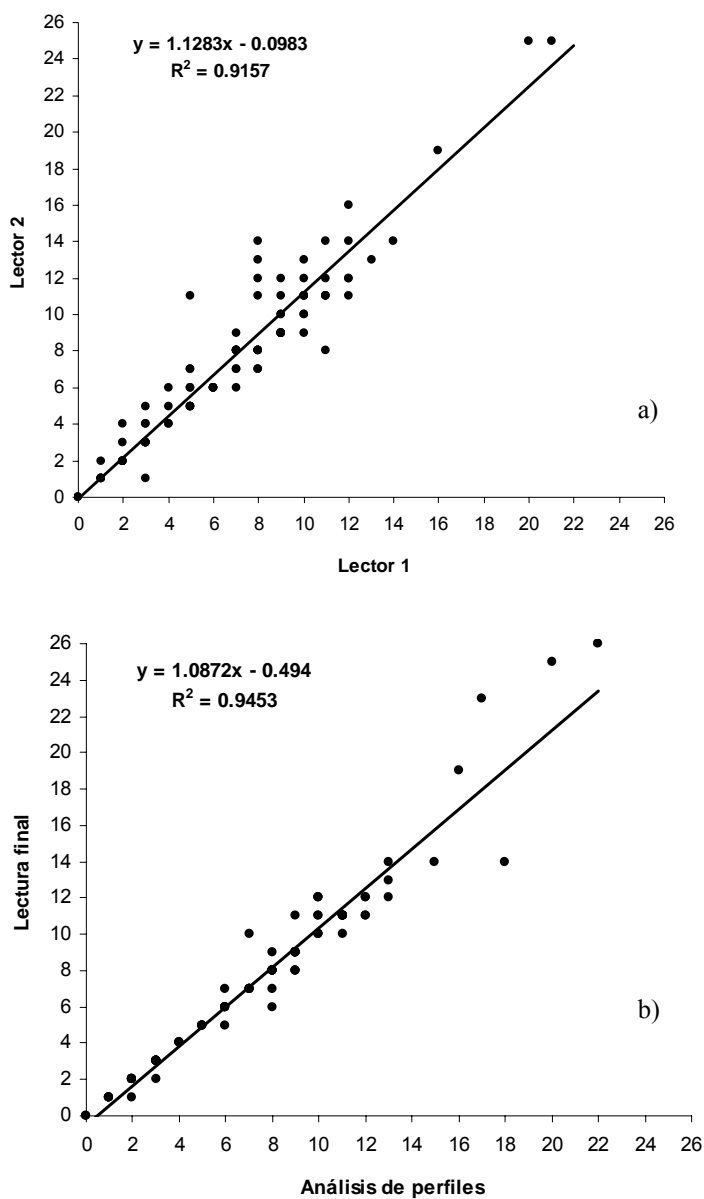 26
24
22
20
18
16
14
12
10
8
6
4
2
0
Lector 2
y = 1.1283x - 0.0983
R² = 0.9157
a)
0 2 4 6 8 10 12 14 16 18 20 22 24 26
Lector 1
26
24
22
20
18
16
14
12
10
8
6
4
2
0
Lectura final
y = 1.0872x - 0.494
R² = 0.9453
b)
0 2 4 6 8 10 12 14 16 18 20 22 24 26
Análisis de perfiles